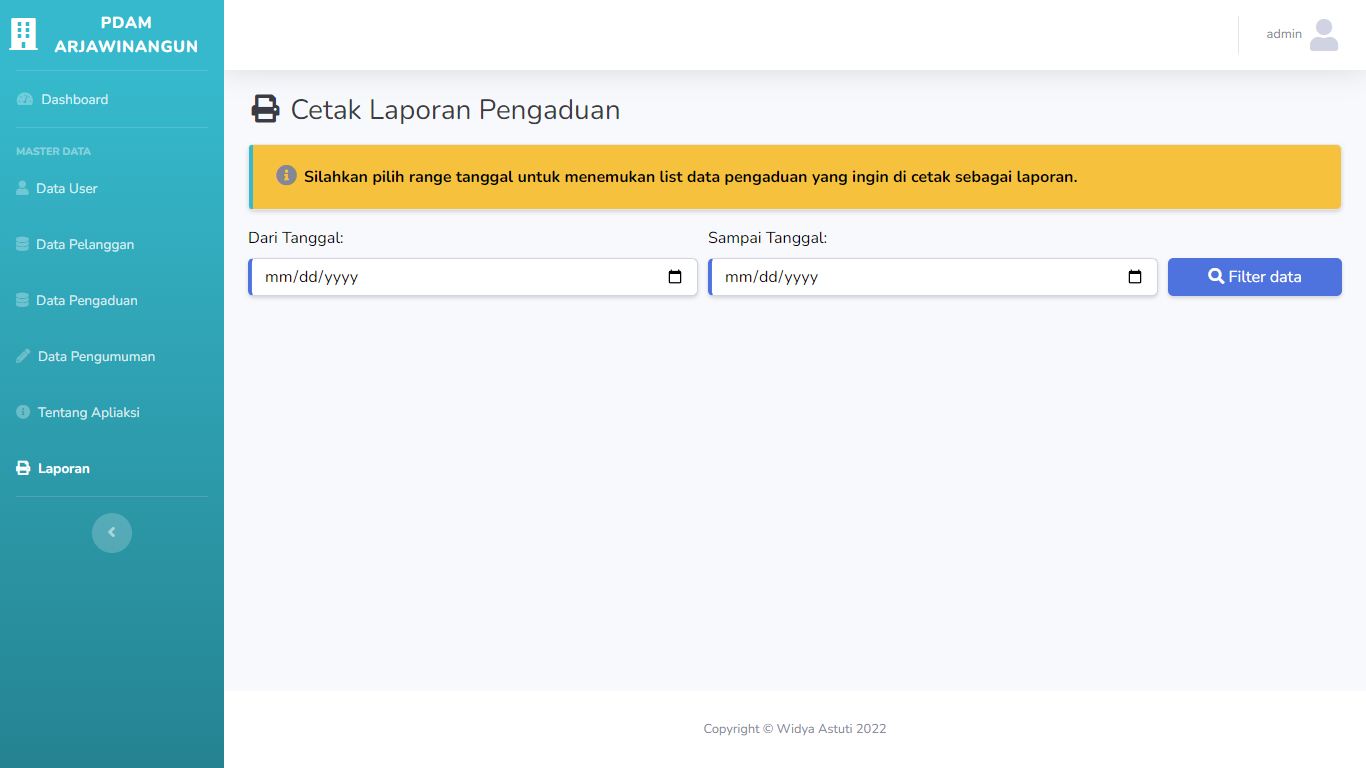 PDAM
ARJAWINANGUN
admin
Dashboard
MASTER DATA
Data User
Data Pelanggan
Data Pengaduan
Data Pengumuman
Tentang Apliaksi
Laporan
Cetak Laporan Pengaduan
Silahkan pilih range tanggal untuk menemukan list data pengaduan yang ingin di cetak sebagai laporan.
Dari Tanggal:
Sampai Tanggal:
mm/dd/yyyy
mm/dd/yyyy
Filter data
Copyright © Widya Astuti 2022